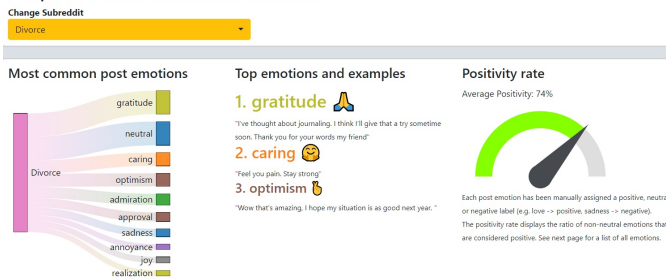 Change Subreddit
Divorce
Most common post emotions
gratitude
neutral
caring
Divorce
optimism
admiration
approval
sadness
annoyance
joy
realization
Top emotions and examples
1. gratitude
"I've thought about journaling, I think I'll give that a try sometime
soon. Thank you for your words my friend"
2. caring
"Feel you pain. Stay strong"
3. optimism
"Wow that's amazing, I hope my situation is as good next year. "
Positivity rate
Average Positivity: 74%
Each post emotion has been manually assigned a positive, neutra
or negative label (e.g. love -> positive, sadness -> negative).
The positivity rate displays the ratio of non-neutral emotions that
are considered positive. See next page for a list of all emotions.